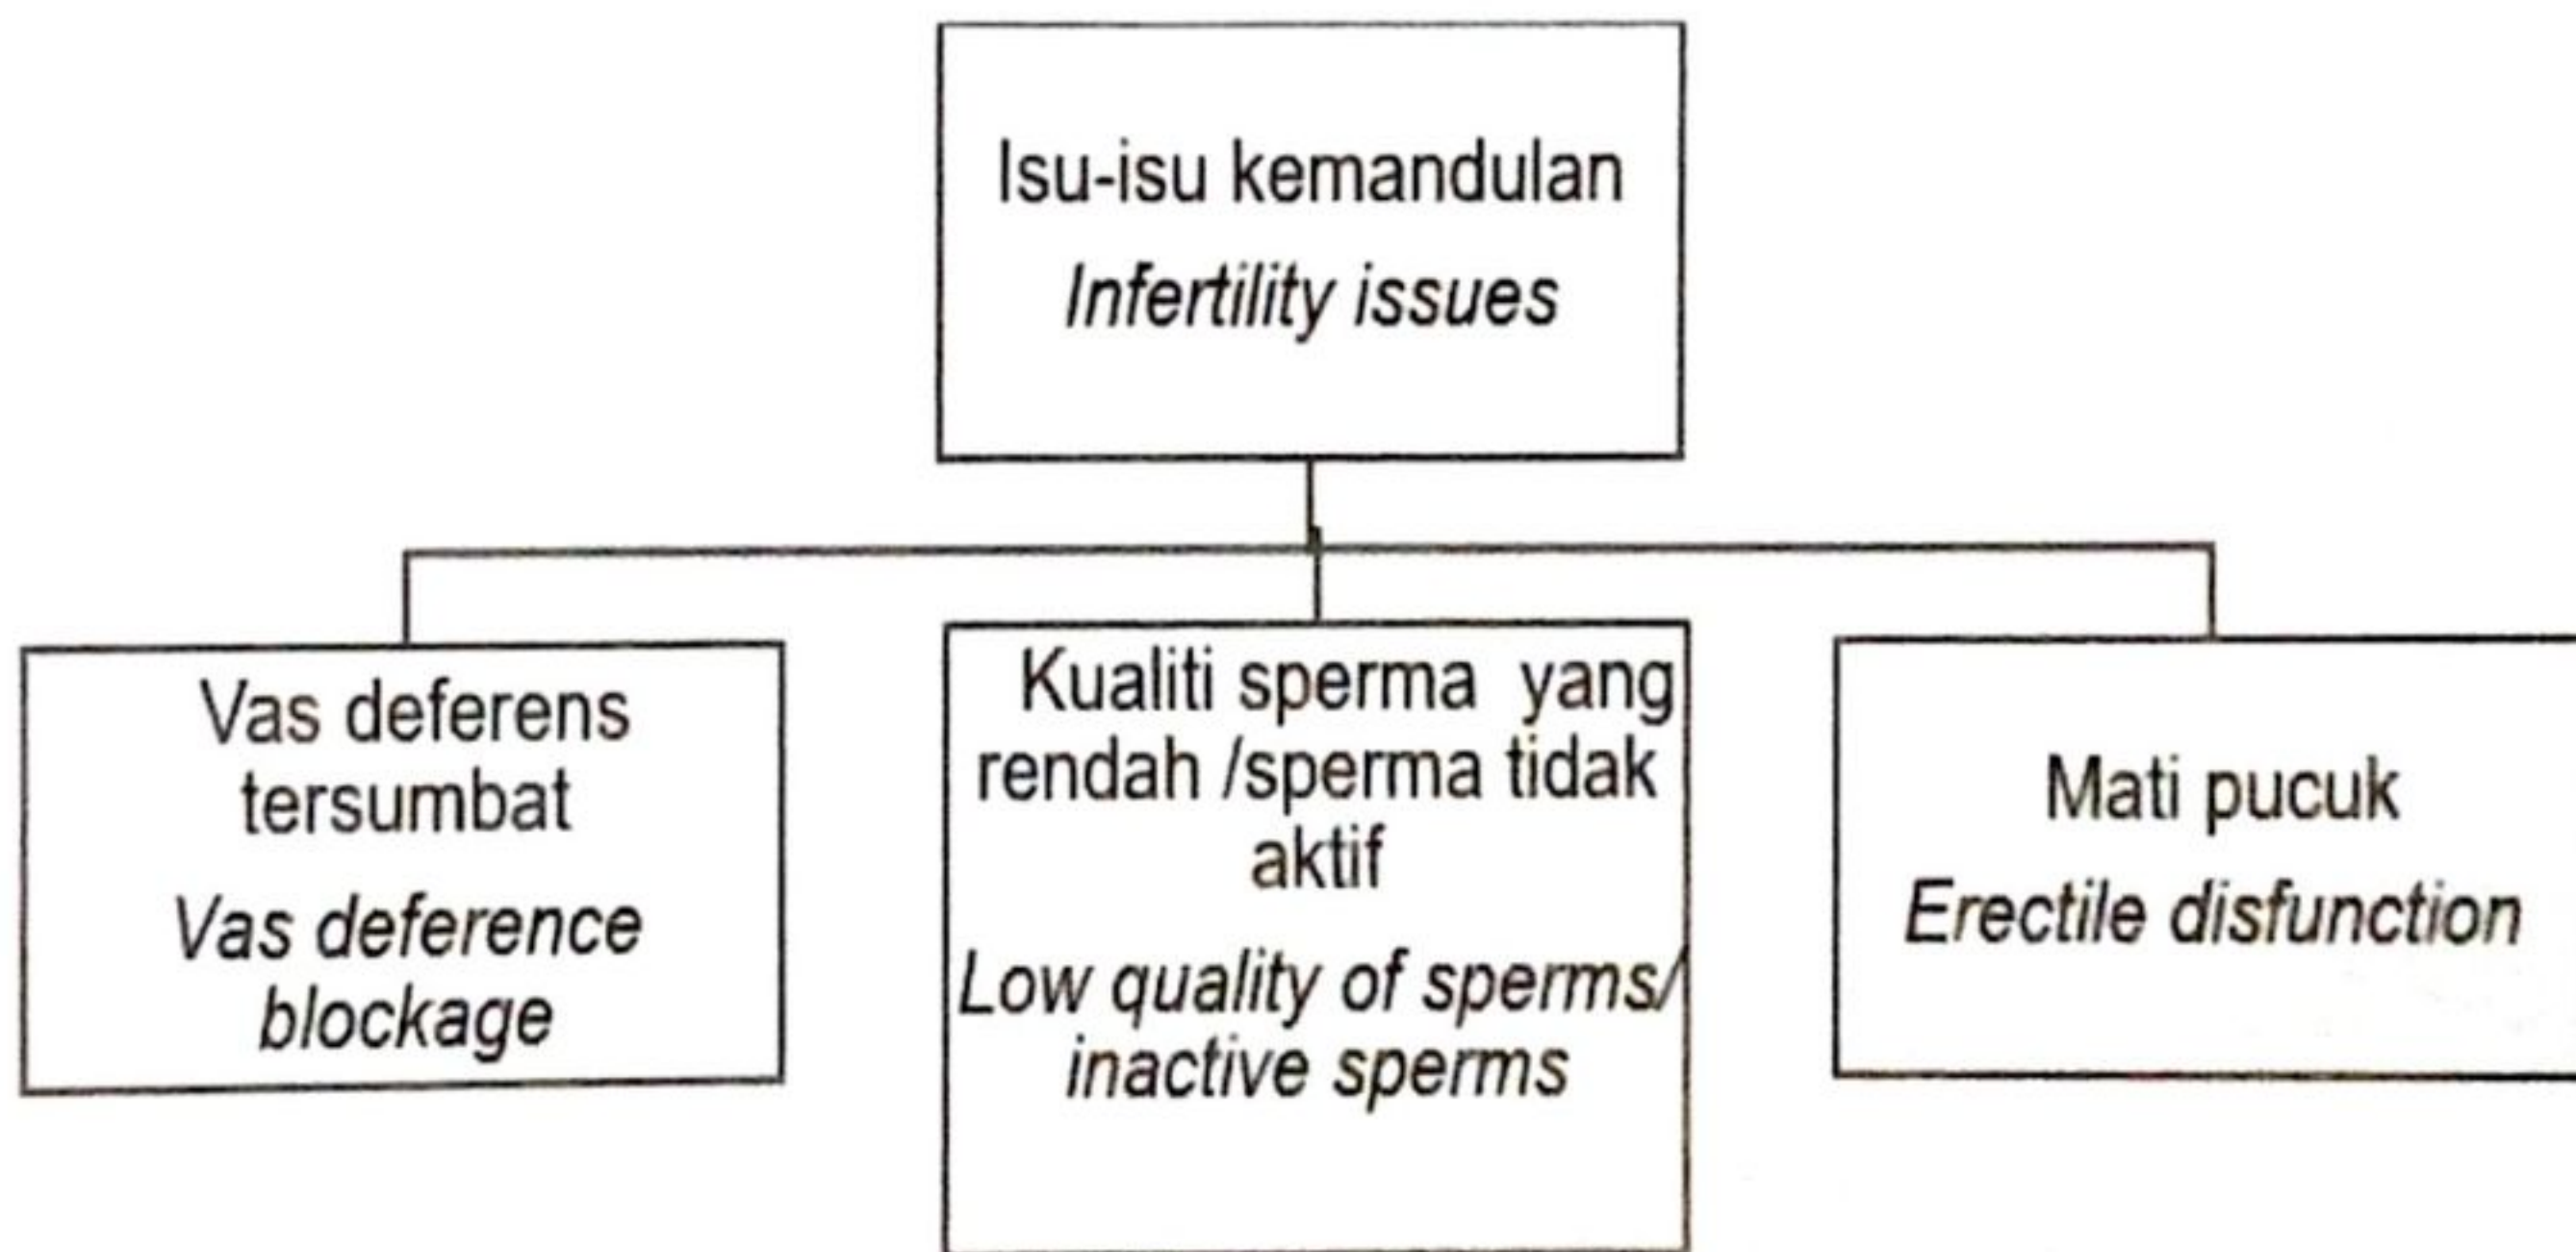 Isu-isu kemandulan
Infertility issues
Vas deferens
tersumbat
Vas deference
blockage
Kualiti sperma yang
rendah /sperma tidak
aktif
Low quality of sperms/
inactive sperms
Mati pucuk
Erectile disfunction